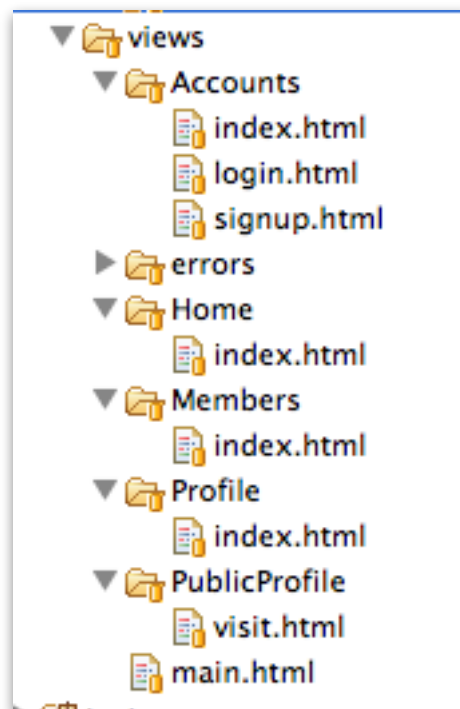 views
Accounts
index.html
login.html
signup.html
errors
Home
index.html
Members
index.html
Profile
index.html
PublicProfile
visit.html
main.html